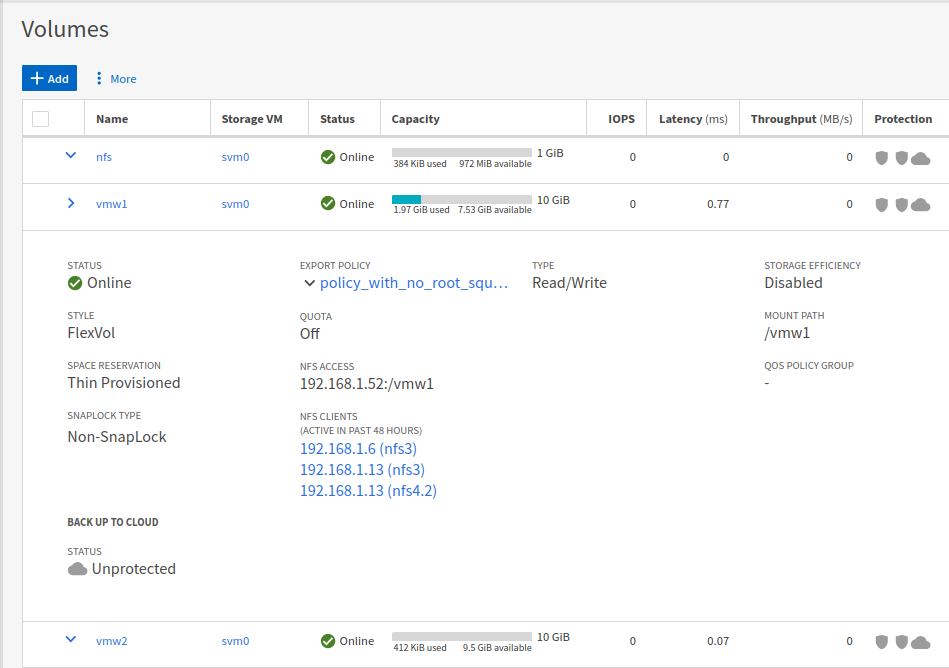 Volumes
Add More
Name Storage VM Status Capacity IOPS Latency (ms) Throughput (MB/s) Protection
nfs svm0 Online 1 GiB 0 0 0
384 KiB used 972 MiB available
vmw1 svm0 Online 10 GiB 0 0.77 0
1.97 GiB used 7.53 GiB available
STATUS
Online
STYLE
FlexVol
SPACE RESERVATION
Thin Provisioned
SNAPLOCK TYPE
Non-SnapLock
EXPORT POLICY
policy_with_no_root_squ...
QUOTA
Off
NFS ACCESS
192.168.1.52:/vmw1
NFS CLIENTS
(ACTIVE IN PAST 48 HOURS)
192.168.1.6 (nfs3)
192.168.1.13 (nfs3)
192.168.1.13 (nfs4.2)
TYPE
Read/Write
STORAGE EFFICIENCY
Disabled
MOUNT PATH
/vmw1
QOS POLICY GROUP
-
BACK UP TO CLOUD
STATUS
Unprotected
vmw2 svm0 Online 10 GiB 0 0.07 0
412 KiB used 9.5 GiB available